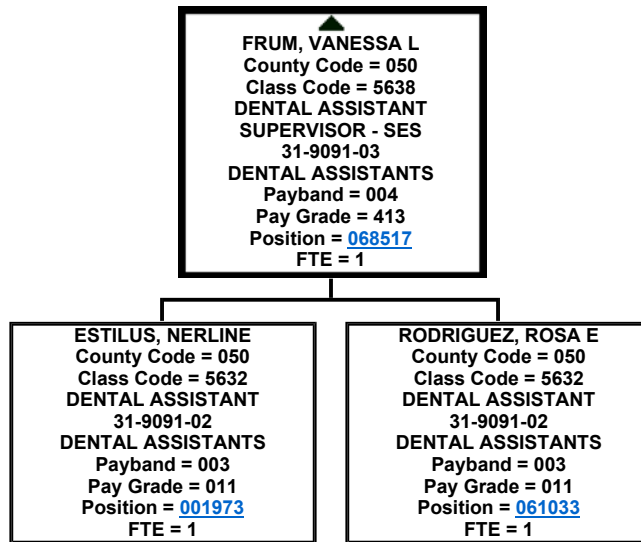 FRUM, VANESSA L
County Code = 050
Class Code = 5638
DENTAL ASSISTANT
SUPERVISOR - SES
31-9091-03
DENTAL ASSISTANTS
Payband = 004
Pay Grade = 413
Position = 068517
FTE = 1
ESTILUS, NERLINE
County Code = 050
Class Code = 5632
DENTAL ASSISTANT
31-9091-02
DENTAL ASSISTANTS
Payband = 003
Pay Grade = 011
Position = 001973
FTE = 1
RODRIGUEZ, ROSA E
County Code = 050
Class Code = 5632
DENTAL ASSISTANT
31-9091-02
DENTAL ASSISTANTS
Payband = 003
Pay Grade = 011
Position = 061033
FTE = 1